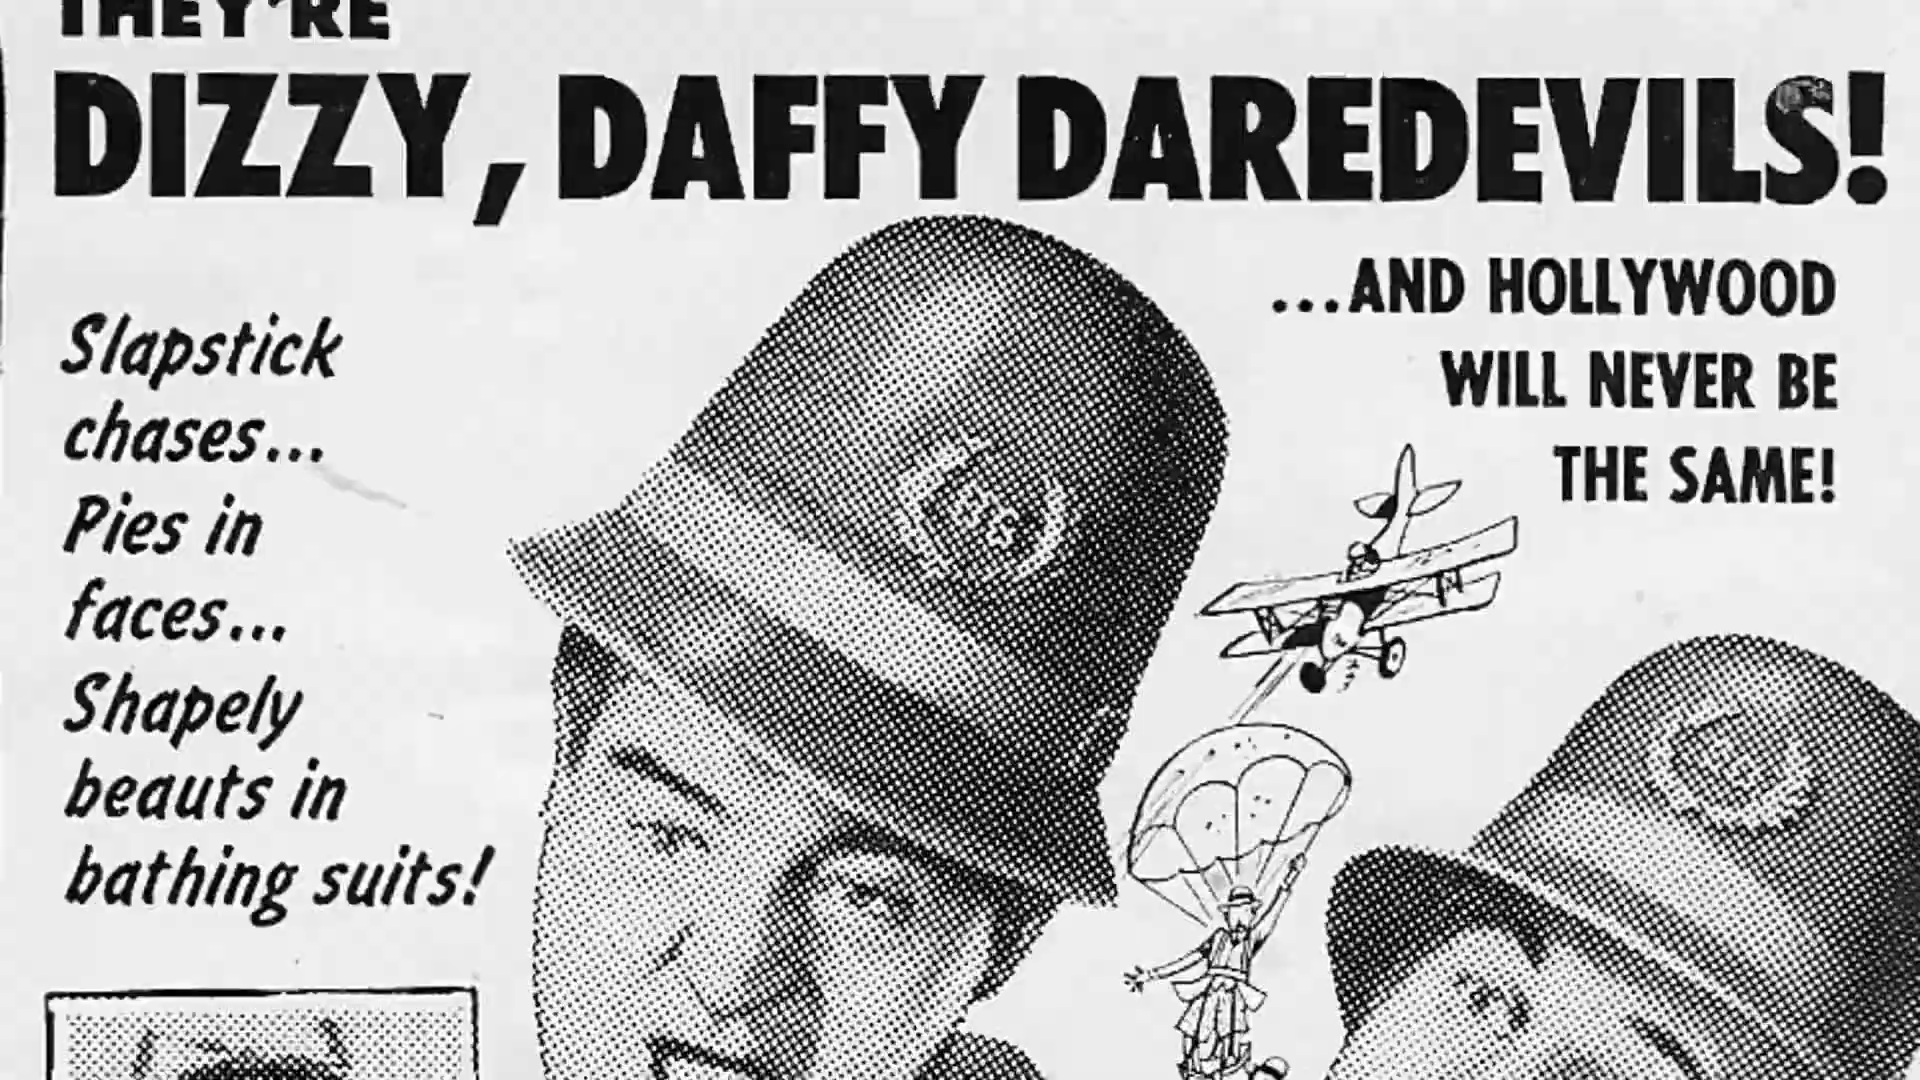 THEY'RE
DIZZY, DAFFY DAREDEVILS!
...AND HOLLYWOOD
WILL NEVER BE
THE SAME!
Slapstick
chases...
Pies in
faces...
Shapely
beauts in
bathing suits!